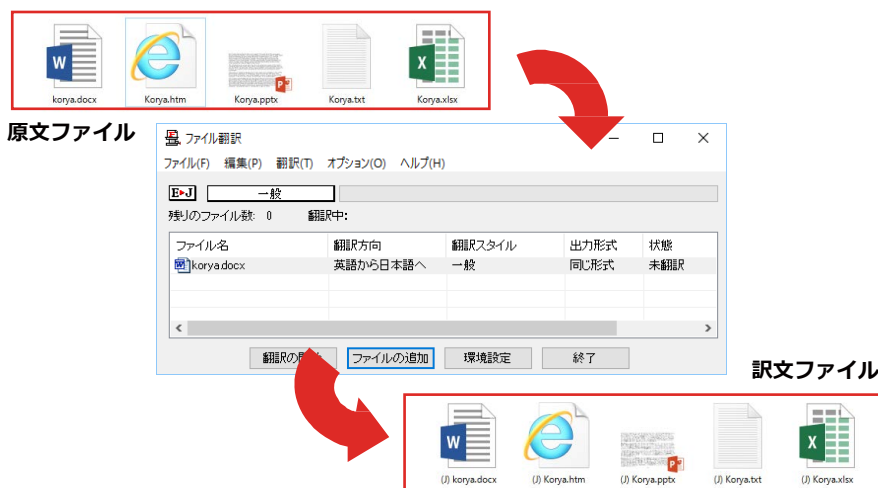 korya.docx Korya.htm Korya.pptx Korya.txt Korya.xlsx
原文ファイル
ファイル翻訳
ファイル(F) 編集(P) 翻訳(T) オプション(O) ヘルプ(H)
E▸J 一般
残りのファイル数: 0 翻訳中:
ファイル名 翻訳方向 翻訳スタイル 出力形式 状態
korya.docx 英語から日本語へ 一般 同じ形式 未翻訳
翻訳の ファイルの追加 環境設定 終了
訳文ファイル
(J) korya.docx (J) Korya.htm (J) Korya.pptx (J) Korya.txt (J) Korya.xlsx